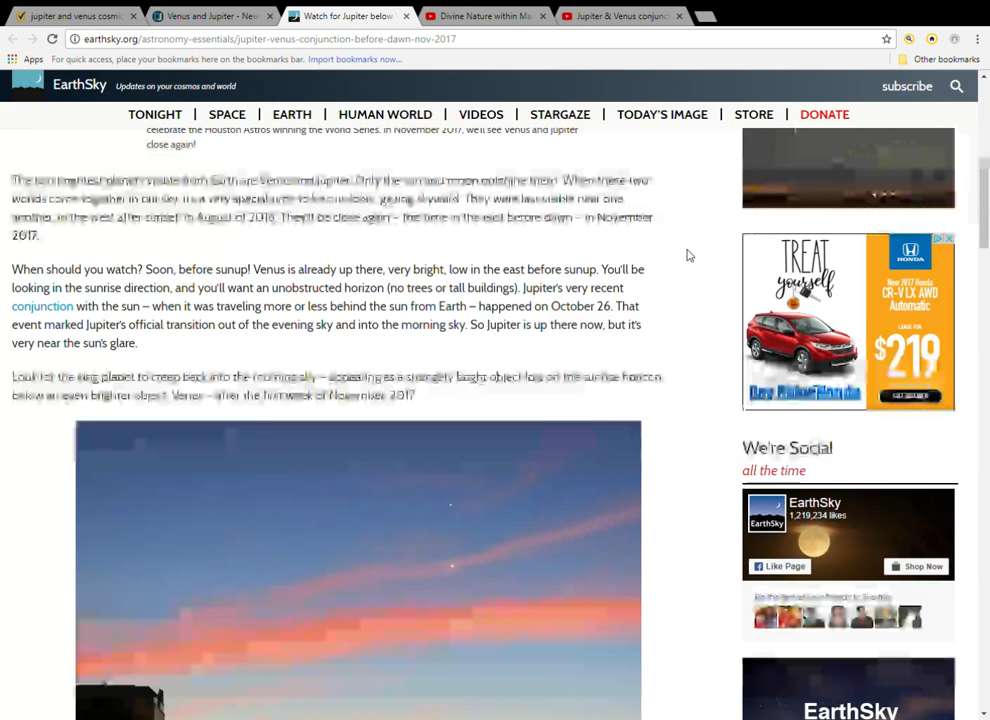 jupiter and venus cosmic
Venus and Jupiter - New
Watch for Jupiter below
Divine Nature within Ma
Jupiter & Venus conjunc
earthsky.org/astronomy-essentials/jupiter-venus-conjunction-before-dawn-nov-2017
Apps For quick access, place your bookmarks here on the bookmarks bar. Import bookmarks now...
Other bookmarks
EarthSky Updates on your cosmos and world
subscribe
TONIGHT | SPACE | EARTH | HUMAN WORLD | VIDEOS | STARGAZE | TODAY'S IMAGE | STORE | DONATE
celebrate the Houston Astros winning the World Series. In November 2017, we'll see Venus and Jupiter
close again!
The two brightest planets visible from Earth are Venus and Jupiter. Only the sun and moon outshine them. When these two
worlds come together in our sky, it's a very special time to
another, in the west after sunset in August of 2016. They'll be close again – this time in the east before dawn – in November
2017.
When should you watch? Soon, before sunup! Venus is already up there, very bright, low in the east before sunup. You'll be
looking in the sunrise direction, and you'll want an unobstructed horizon (no trees or tall buildings). Jupiter's very recent
conjunction with the sun – when it was traveling more or less behind the sun from Earth – happened on October 26. That
event marked Jupiter's official transition out of the evening sky and into the morning sky. So Jupiter is up there now, but it's
very near the sun's glare.
Look for the king planet to creep back into the morning sky – appearing as a strangely bright object low on the sunrise horizon
below an even brighter object, Venus – after the first week of November, 2017
TREAT
yourself
HONDA
New 2017 Honda
CR-V LX AWD
Automatic
LEASE FOR
$219
We're Social
all the time
EarthSky
EarthSky
1,219,234 likes
Like Page
Shop Now
EarthSky